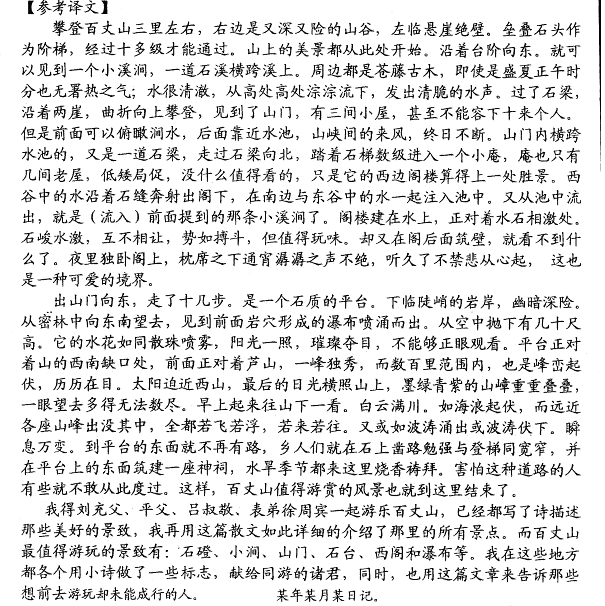 【参考译文】
攀登百丈山三里左右，右边是又深又险的山谷，左临悬崖绝壁。垒叠石头作
为阶梯，经过十多级才能通过。山上的美景都从此处开始。沿着台阶向东。就可
以见到一个小溪涧，一道石溪横跨溪上。周边都是苍藤古木，即使是盛夏正午时
分也无暑热之气；水很清澈，从高处高处淙淙流下，发出清脆的水声。过了石梁，
沿着两崖，曲折向上攀登，见到了山门，有三间小屋，甚至不能容下十来个人。
但是前面可以俯瞰涧水，后面靠近水池，山峡间的来风，终日不断。山门内横跨
水池的，又是一道石梁，走过石梁向北，踏着石梯数级进入一个小庵，庵也只有
几间老屋，低矮局促，没什么值得看的，只是它的西边阁楼算得上一处胜景。西
谷中的水沿着石缝奔射出阁下，在南边与东谷中的水一起注入池中。又从池中流
出，就是（流入）前面提到的那条小溪涧了。阁楼建在水上，正对着水石相激处。
石峻水激，互不相让，势如搏斗，但值得玩味。却又在阁后面筑壁，就看不到什
么了。夜里独卧阁上，枕席之下通宵潺潺之声不绝，听久了不禁悲从心起， 这也
是一种可爱的境界。
出山门向东，走了十几步。是一个石质的平台。下临陡峭的岩岸，幽暗深险。
从密林中向东南望去，见到前面岩穴形成的瀑布喷涌而出。从空中抛下有几十尺
高。它的水花如同散珠喷雾，阳光一照，璀璨夺目，不能够正眼观看。平台正对
着山的西南缺口处，前面正对着芦山，一峰独秀，而数百里范围内，也是峰峦起
伏，历历在目。太阳迫近西山，最后的日光横照山上，墨绿青紫的山嶂重重叠叠，
一眼望去多得无法数尽。早上起来往山下一看。白云满川。如海浪起伏，而远近
各座山峰出没其中，全都若飞若浮，若来若往。又或如波涛涌出或波涛伏下。瞬
息万变。到平台的东面就不再有路，乡人们就在石上凿路勉强与登梯同宽窄，并
在平台上的东面筑建一座神祠，水旱季节都来这里烧香祷拜。害怕这种道路的人
有些就不敢从此度过。这样，百丈山值得游赏的风景也就到这里结束了。
我得刘充父、平父、吕叔敬、表弟徐周宾一起游乐百丈山，已经都写了诗描述
那些美好的景致，我再用这篇散文如此详细的介绍了那里的所有景点。而百丈山
最值得游玩的景致有：石磴、小涧、山门、石台、西阁和瀑布等。我在这些地方
都各个用小诗做了一些标志，献给同游的诸君，同时，也用这篇文章来告诉那些
想前去游玩却未能成行的人。 某年某月某日记。